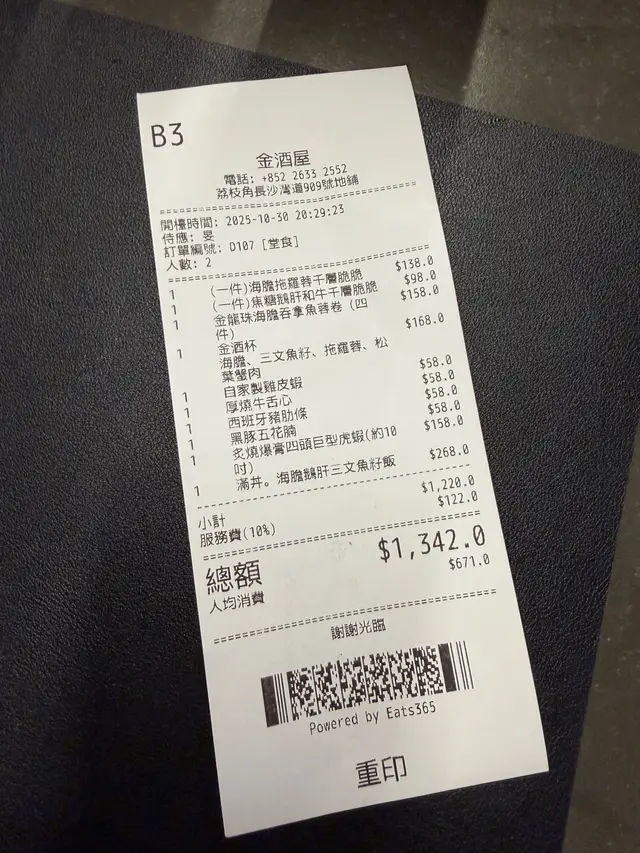 B3
金酒屋
電話: +852 2633 2552
荔枝角長沙灣道909號地鋪
開檯時間: 2025-10-30 20:29:23
侍應: 旻
訂單編號: D107 [堂食]
人數: 2
1 (一件)海膽拖羅蓉千層脆脆 $138.0
1 (一件)焦糖鵝肝和牛千層脆脆 $98.0
1 金龍珠海膽吞拿魚蓉卷 (四 $158.0
件)
1 金酒杯 $168.0
海膽、三文魚籽、拖羅蓉、松
葉蟹肉
1 自家製雞皮蝦 $58.0
1 厚燒牛舌心 $58.0
1 西班牙豬肋條 $58.0
1 黑豚五花腩 $58.0
1 炙燒爆膏四頭巨型虎蝦(約10 $158.0
吋)
1 滿丼。海膽鵝肝三文魚籽飯 $268.0
小計 $1,220.0
服務費(10%) $122.0
總額 $1,342.0
人均消費 $671.0
謝謝光臨
Powered by Eats365
重印